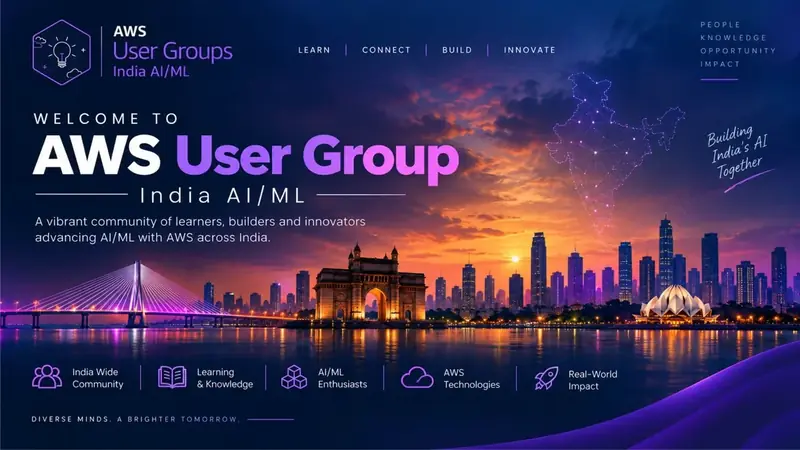 AWS
User Groups
India AI/ML
LEARN
CONNECT
BUILD
INNOVATE
PEOPLE
KNOWLEDGE
OPPORTUNITY
IMPACT
WELCOME TO
AWS User Group
India AI/ML
A vibrant community of learners, builders and innovators
advancing AI/ML with AWS across India.
Building
India's AI
Together
India Wide
Community
Learning
& Knowledge
AI/ML
Enthusiasts
AWS
Technologies
Real-World
Impact
DIVERSE MINDS. A BRIGHTER TOMORROW.